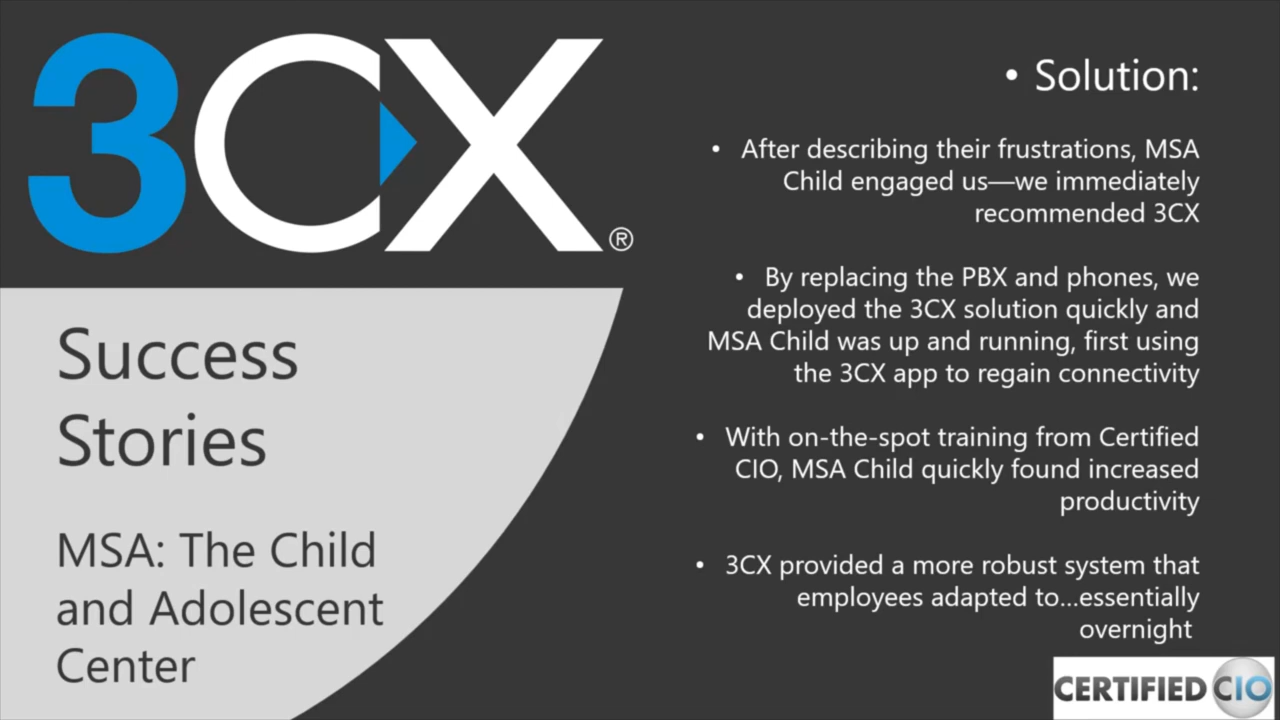 3CX®
Success
Stories
MSA: The Child
and Adolescent
Center
• Solution:
• After describing their frustrations, MSA
Child engaged us—we immediately
recommended 3CX
• By replacing the PBX and phones, we
deployed the 3CX solution quickly and
MSA Child was up and running, first using
the 3CX app to regain connectivity
• With on-the-spot training from Certified
CIO, MSA Child quickly found increased
productivity
• 3CX provided a more robust system that
employees adapted to...essentially
overnight
CERTIFIED CIO